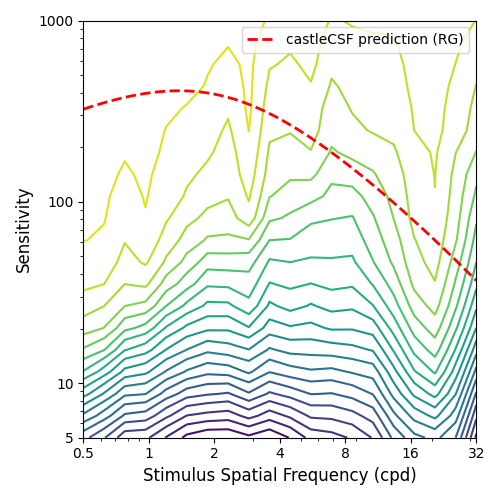 castleCSF prediction (RG)
1000
100
10
5
Sensitivity
0.5 1 2 4 8 16 32
Stimulus Spatial Frequency (cpd)